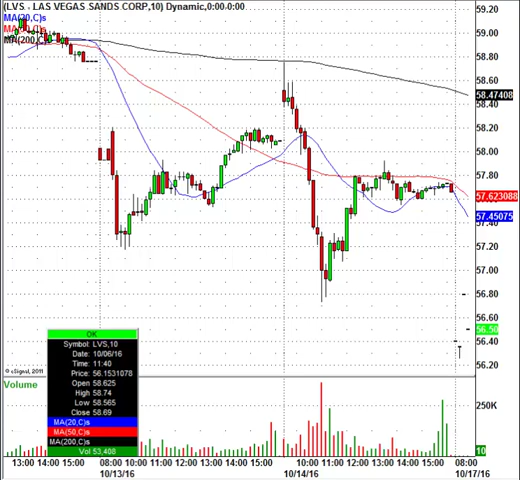 (LVS - LAS VEGAS SANDS CORP,10) Dynamic,0:00-0:00
MA(20,C)s
MA(50,C)s
MA(200,C)s
59.20
59.00
58.80
58.60
58.47408
58.40
58.20
58.00
57.80
57.623088
57.45075
57.40
57.20
57.00
56.80
56.60
56.50
56.40
56.20
OK
Symbol: LVS,10
Date: 10/06/16
Time: 11:40
Price: 56.1531078
Open 58.625
High 58.74
Low 58.565
Close 58.69
MA(20,C)s
MA(50,C)s
MA(200,C)s
Vol 53,408
© eSignal, 2011
Volume
250K
10
13:00 14:00 15:00 08:00 10:00 12:00 13:00 14:00 15:00 10:00 11:00 12:00 13:00 14:00 15:00 08:00
10/13/16 10/14/16 10/17/16